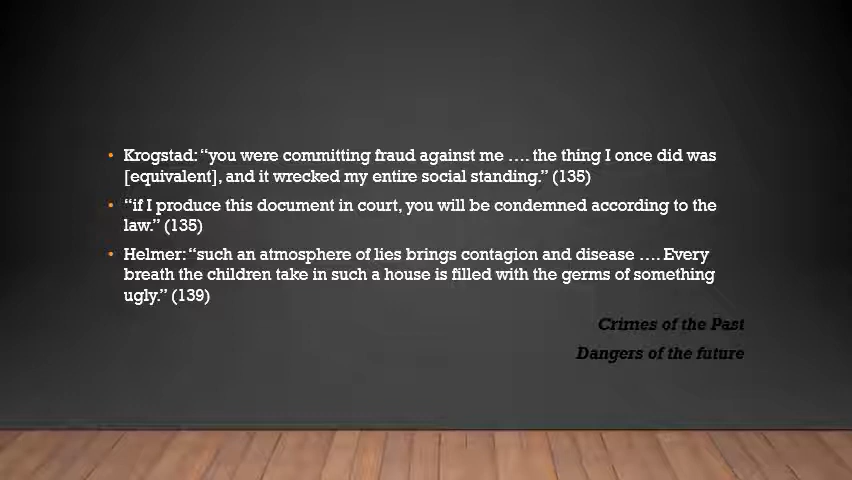 • Krogstad: “you were committing fraud against me …. the thing I once did was
[equivalent], and it wrecked my entire social standing.” (135)
• “if I produce this document in court, you will be condemned according to the
law.” (135)
• Helmer: “such an atmosphere of lies brings contagion and disease …. Every
breath the children take in such a house is filled with the germs of something
ugly.” (139)
Crimes of the Past
Dangers of the future